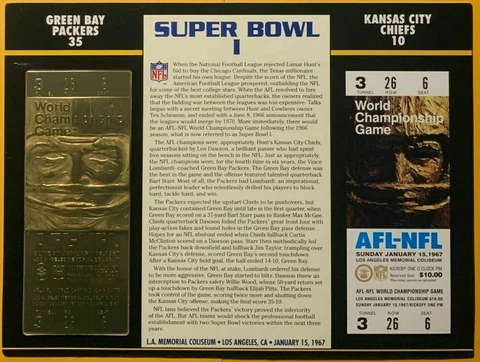 GREEN BAY
PACKERS
35
SUPER BOWL
I
KANSAS CITY
CHIEFS
10
NFL
When the National Football League rejected Lamar Hunt's
bid to buy the Chicago Cardinals, the Texas millionaire
started his own league. Despite the scorn of the NFL, the
American Football League prospered, outbidding the NFL
for some of the best college stars. When the AFL resolved to fure
away the NFL's most established quarterbacks, the owners realized
that the bidding war between the leagues was too expensive. Talks
began with a secret meeting between Hunt and Cowboys owner
Tex Schramm, and ended with a June 8, 1966 announcement that
the leagues would merge by 1970. More immediately, there would
be an AFL-NFL World Championship Game following the 1966
season, what is now referred to as Super Bowl I.
The AFL champions were, appropriately, Hunt's Kansas City Chiefs,
quarterbacked by Len Dawson, a brilliant passer who had spent
five seasons sitting on the bench in the NFL. Just as appropriately,
the NFL champions were, for the fourth time in six years, the Vince
Lombardi-coached Green Bay Packers. The Green Bay defense was
the best in the game and the offense featured talented quarterback
Bart Starr. Most of all, the Packers had Lombardi: an inspirational,
perfectionist leader who relentlessly drilled his players to block
hard, tackle hard, and win.
The Packers expected the upstart Chiefs to be pushovers, but
Kansas City contained Green Bay until late in the first quarter, when
Green Bay scored on a 37-yard Bart Starr pass to flanker Max McGee.
Chiefs quarterback Dawson foiled the Packers' great front four with
play-action fakes and found holes in the Green Bay pass defense.
Hopes for an NFL shutout ended when Chiefs fullback Curtis
McClinton scored on a Dawson pass. Starr then methodically led
the Packers back downfield and fullback Jim Taylor, trampling over
Kansas City's defense, scored Green Bay's second touchdown.
After a Kansas City field goal, the half ended 14-10, Green Bay.
With the honor of the NFL at stake, Lombardi ordered his defense
to be more aggressive. Green Bay started to blitz. Dawson threw an
interception to Packers safety Willie Wood, whose 50-yard return set
up a touchdown by Green Bay halfback Elijah Pitts. The Packers
took control of the game, scoring twice more and shutting down
the Kansas City offense, making the final score 35-10.
NFL fans believed the Packers' victory proved the inferiority
of the AFL. But AFL teams would shock the professional football
establishment with two Super Bowl victories within the next three
years.
L.A. MEMORIAL COLISEUM • LOS ANGELES, CA • JANUARY 15, 1967
World
Championship
Game
3 26 6
TUNNEL ROW SEAT
World
Championship
Game
AFL-NFL
SUNDAY JANUARY 15, 1967
LOS ANGELES MEMORIAL COLISEUM
KICKOFF ONE O'CLOCK PM
$10.00
AFL-NFL WORLD CHAMPIONSHIP GAME
LOS ANGELES MEMORIAL COLISEUM $10.00
SUNDAY JANUARY 15, 1967/KICKOFF ONE PM
TUNNEL ROW SEAT
3 26 6